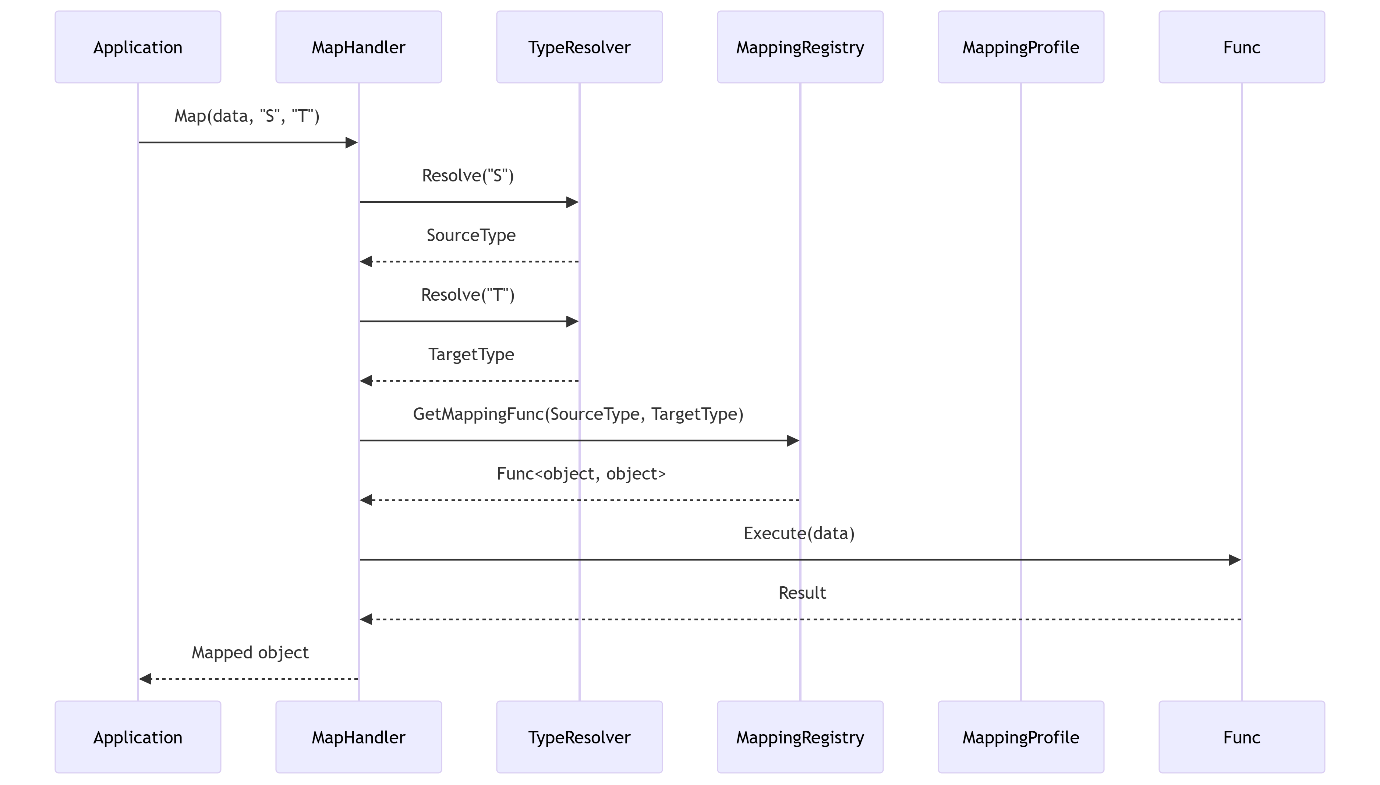 Application
MapHandler
TypeResolver
MappingRegistry
MappingProfile
Func
Map(data, "S", "T")
Resolve("S")
SourceType
Resolve("T")
TargetType
GetMappingFunc(SourceType, TargetType)
Func<object, object>
Execute(data)
Result
Mapped object
Application
MapHandler
TypeResolver
MappingRegistry
MappingProfile
Func